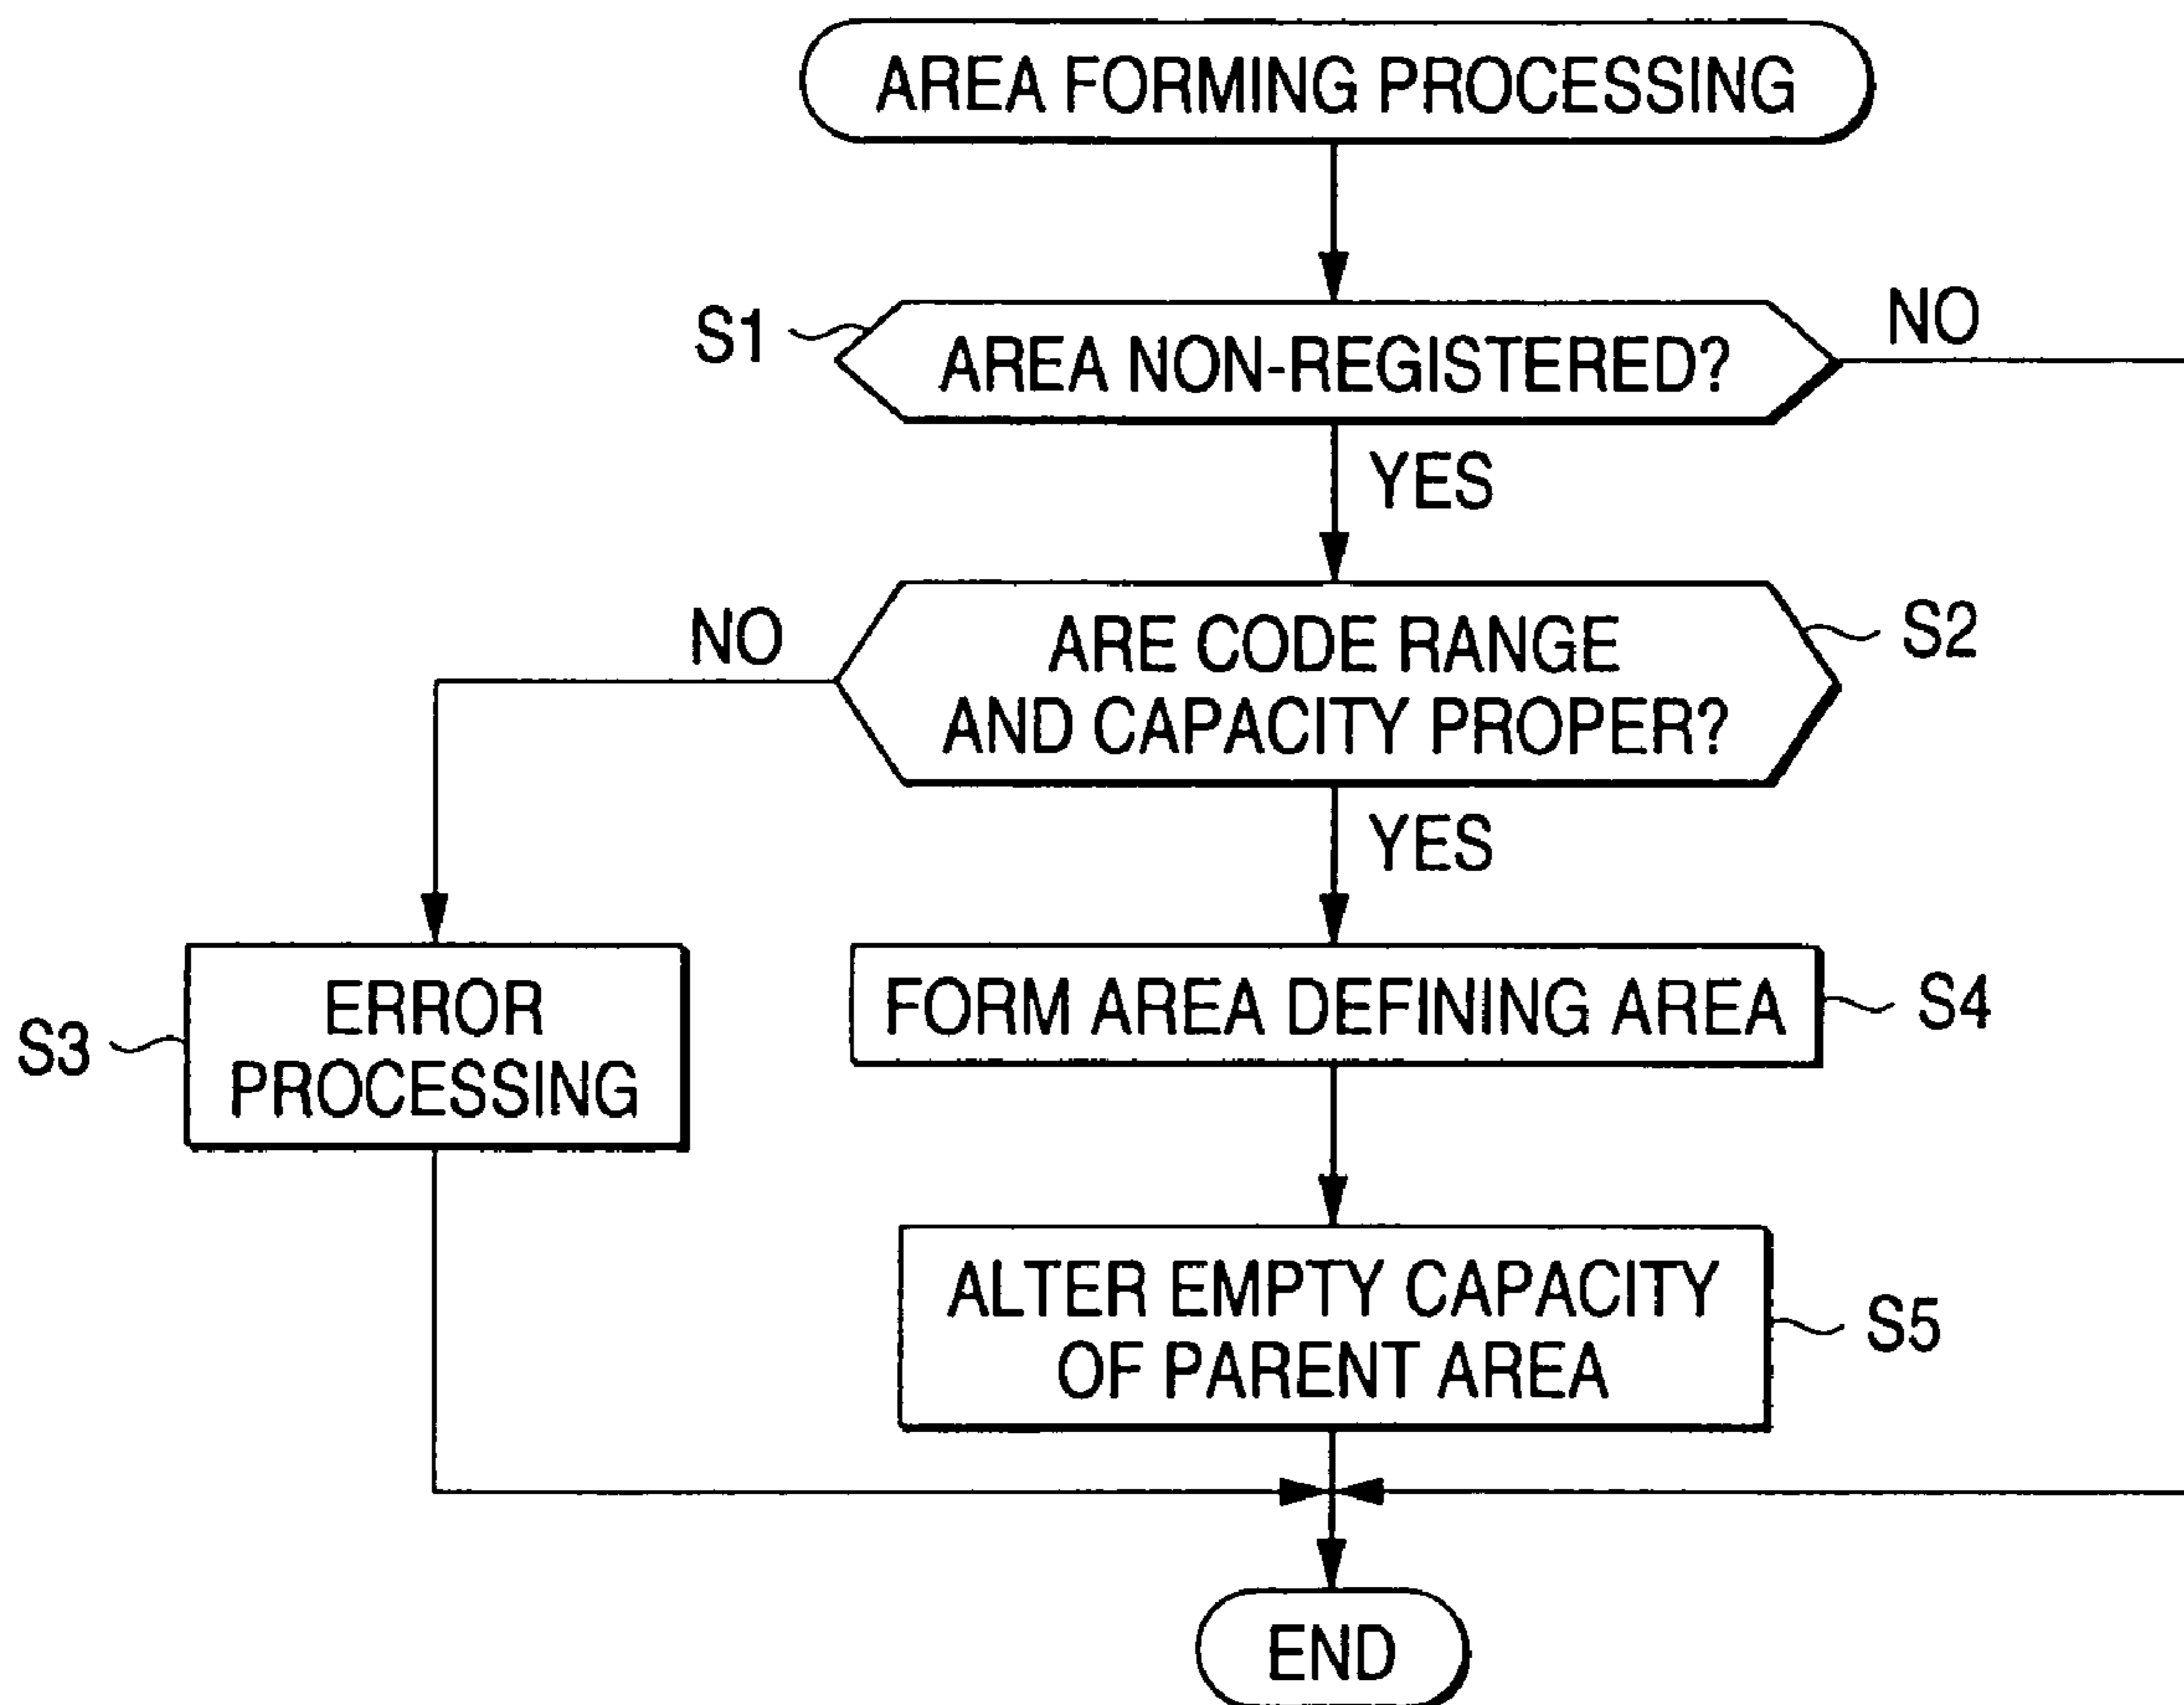 AREA FORMING PROCESSING
S1
AREA NON-REGISTERED?
NO
YES
NO
ARE CODE RANGE
AND CAPACITY PROPER?
S2
YES
S3
ERROR
PROCESSING
FORM AREA DEFINING AREA
S4
ALTER EMPTY CAPACITY
OF PARENT AREA
S5
END